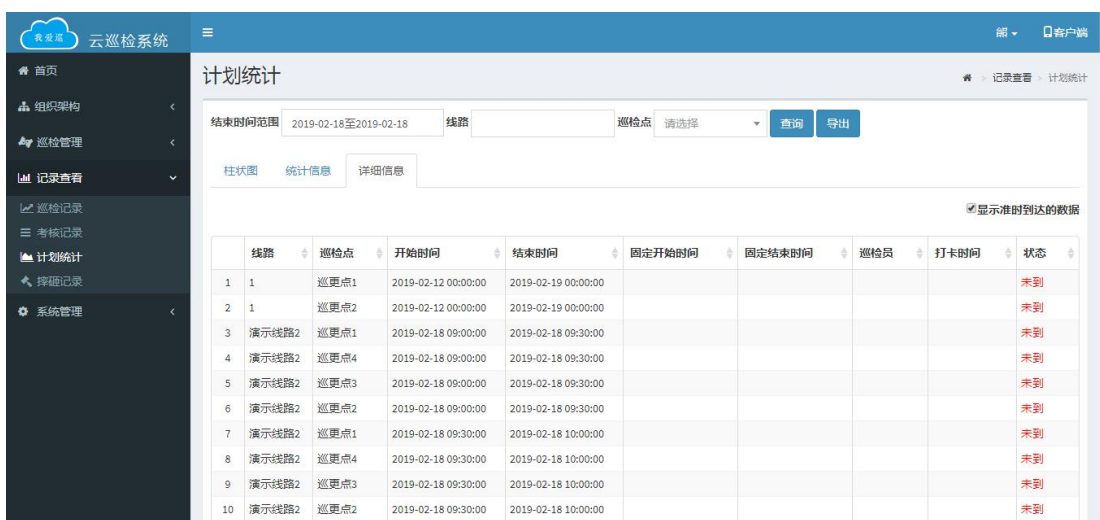 我爱巡 云巡检系统
熊 客户端
首页
组织架构
巡检管理
记录查看
巡检记录
考核记录
计划统计
摔砸记录
系统管理
计划统计
记录查看 > 计划统计
结束时间范围 2019-02-18至2019-02-18 线路 巡检点 请选择 查询 导出
柱状图 统计信息 详细信息
显示准时到达的数据
线路 巡检点 开始时间 结束时间 固定开始时间 固定结束时间 巡检员 打卡时间 状态
1 1 巡更点1 2019-02-12 00:00:00 2019-02-19 00:00:00 未到
2 1 巡更点2 2019-02-12 00:00:00 2019-02-19 00:00:00 未到
3 演示线路2 巡更点1 2019-02-18 09:00:00 2019-02-18 09:30:00 未到
4 演示线路2 巡更点4 2019-02-18 09:00:00 2019-02-18 09:30:00 未到
5 演示线路2 巡更点3 2019-02-18 09:00:00 2019-02-18 09:30:00 未到
6 演示线路2 巡更点2 2019-02-18 09:00:00 2019-02-18 09:30:00 未到
7 演示线路2 巡更点1 2019-02-18 09:30:00 2019-02-18 10:00:00 未到
8 演示线路2 巡更点4 2019-02-18 09:30:00 2019-02-18 10:00:00 未到
9 演示线路2 巡更点3 2019-02-18 09:30:00 2019-02-18 10:00:00 未到
10 演示线路2 巡更点2 2019-02-18 09:30:00 2019-02-18 10:00:00 未到